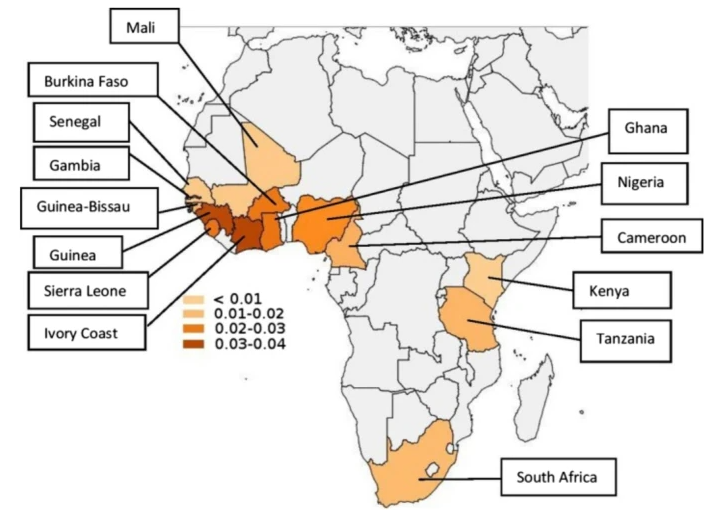 Mali
Burkina Faso
Senegal
Gambia
Guinea-Bissau
Guinea
Sierra Leone
Ivory Coast
Ghana
Nigeria
Cameroon
Kenya
Tanzania
South Africa
< 0.01
0.01-0.02
0.02-0.03
0.03-0.04